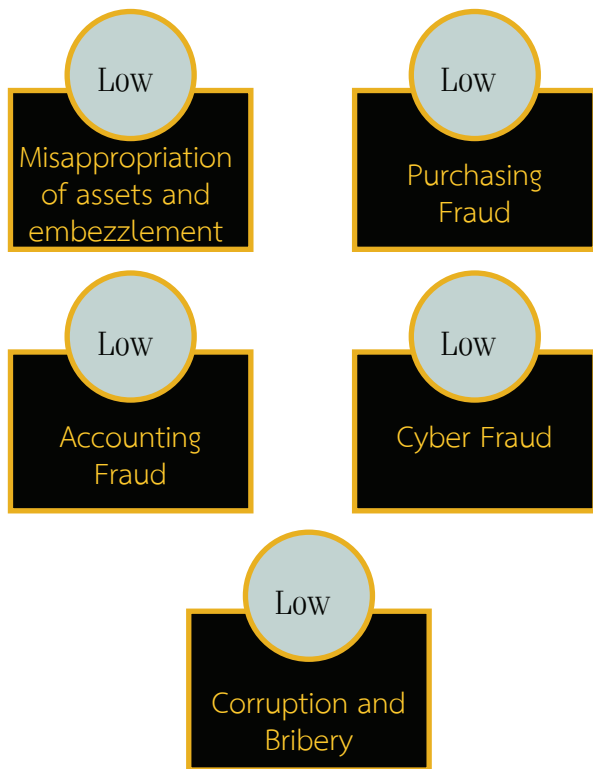 Low
Misappropriation
of assets and
embezzlement
Low
Purchasing
Fraud
Low
Accounting
Fraud
Low
Cyber Fraud
Low
Corruption and
Bribery